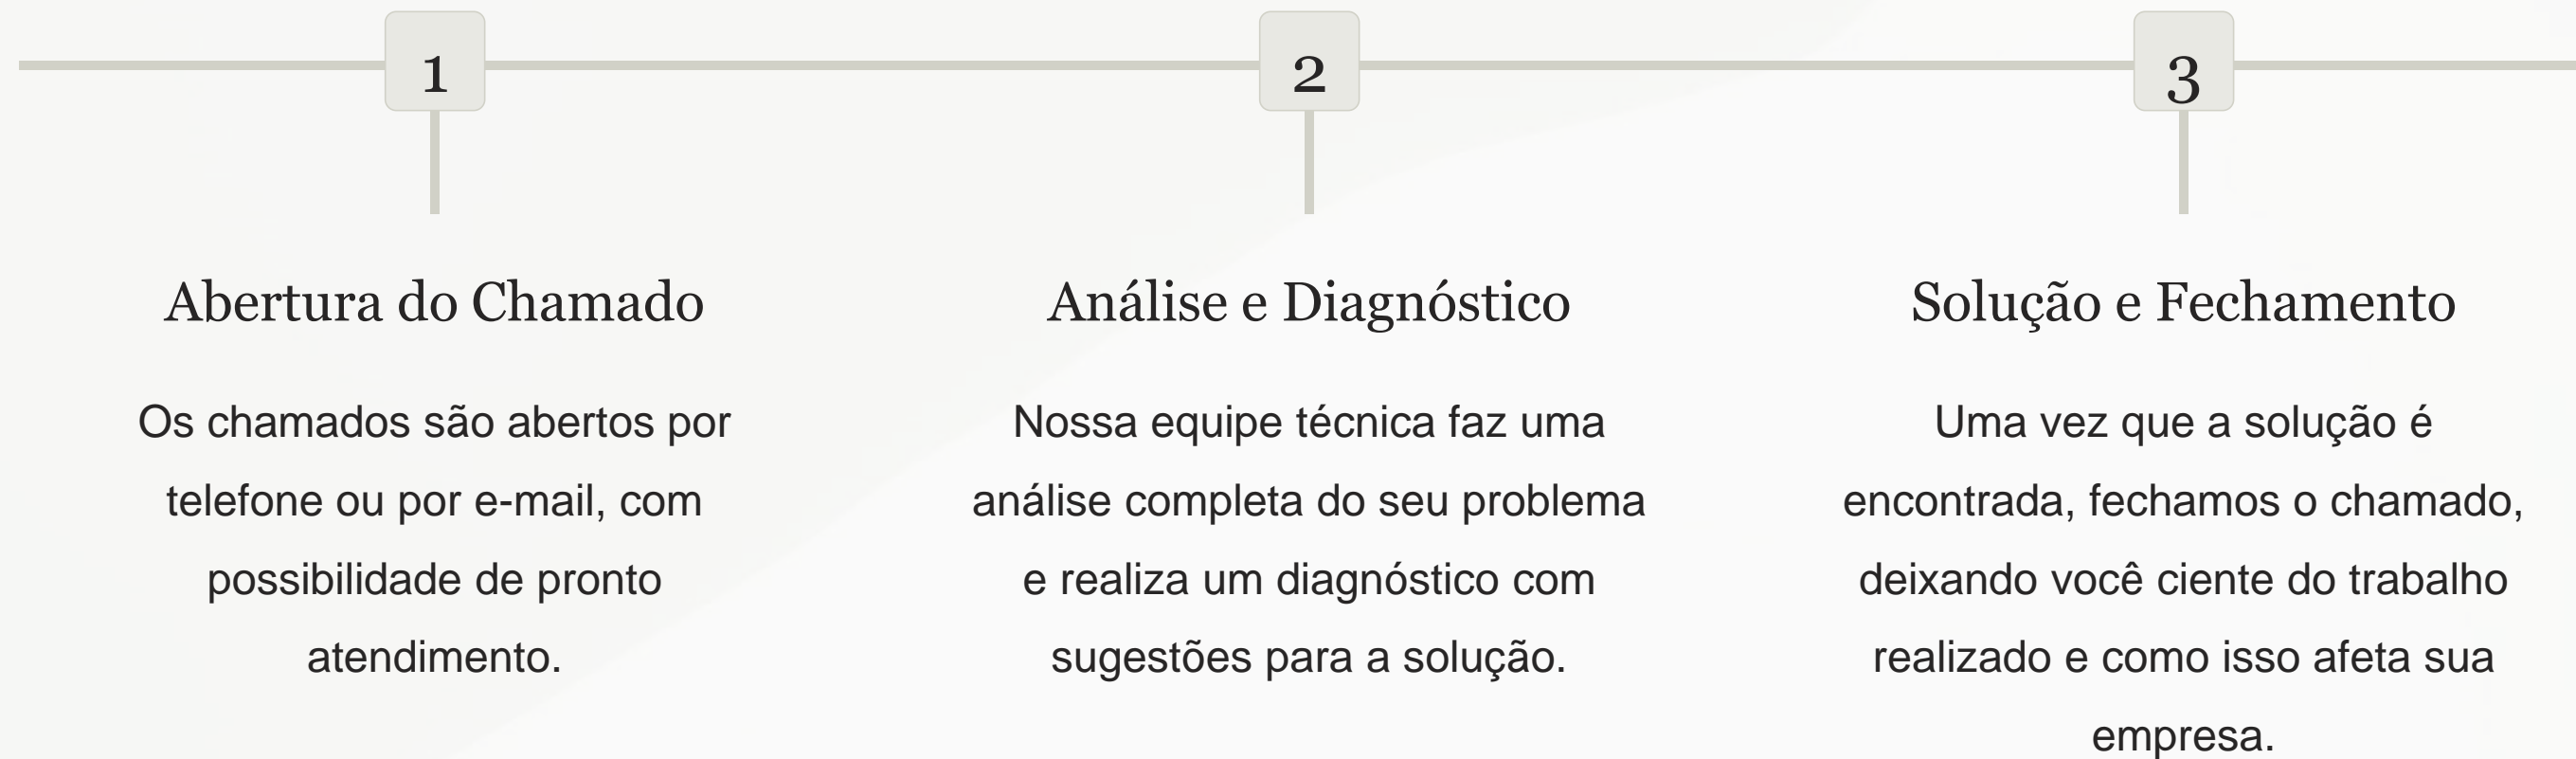 1
Abertura do Chamado
Os chamados são abertos por
telefone ou por e-mail, com
possibilidade de pronto
atendimento.
2
Análise e Diagnóstico
Nossa equipe técnica faz uma
análise completa do seu problema
e realiza um diagnóstico com
sugestões para a solução.
3
Solução e Fechamento
Uma vez que a solução é
encontrada, fechamos o chamado,
deixando você ciente do trabalho
realizado e como isso afeta sua
empresa.